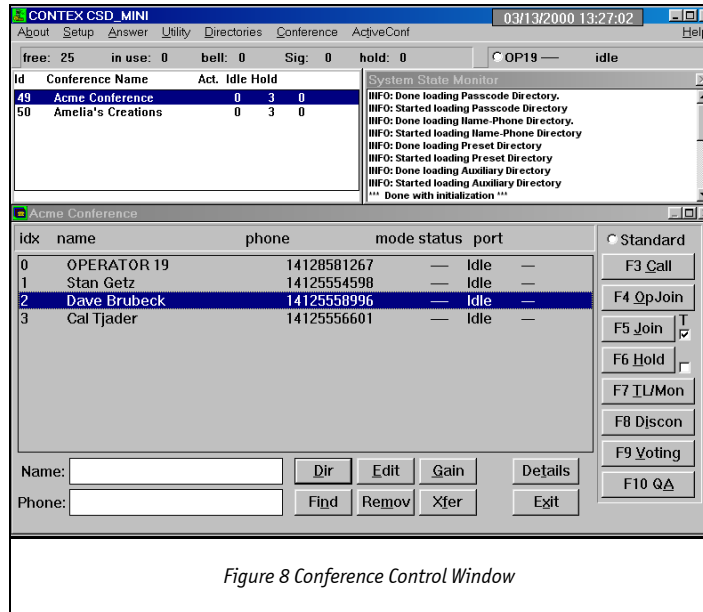 CONTEX CSD_MINI 03/13/2000 13:27:02
About Setup Answer Utility Directories Conference ActiveConf Help
free: 25 in use: 0 bell: 0 Sig: 0 hold: 0 OP19 — idle
Id Conference Name Act. Idle Hold
49 Acme Conference 0 3 0
50 Amelia's Creations 0 3 0
System State Monitor
INFO: Done loading Passcode Directory.
INFO: Started loading Passcode Directory
INFO: Done loading Name-Phone Directory.
INFO: Started loading Name-Phone Directory
INFO: Done loading Preset Directory
INFO: Started loading Preset Directory
INFO: Done loading Auxiliary Directory
INFO: Started loading Auxiliary Directory
*** Done with initialization ***
Acme Conference
idx name phone mode status port
0 OPERATOR 19 14128581267 — Idle —
1 Stan Getz 14125554598 — Idle —
2 Dave Brubeck 14125558996 — Idle —
3 Cal Tjader 14125556601 — Idle —
Standard
F3 Call
F4 OpJoin
F5 Join T
F6 Hold
F7 TL/Mon
F8 Discon
F9 Voting
F10 QA
Name: Dir Edit Gain Details
Phone: Find Remov Xfer Exit
Figure 8 Conference Control Window